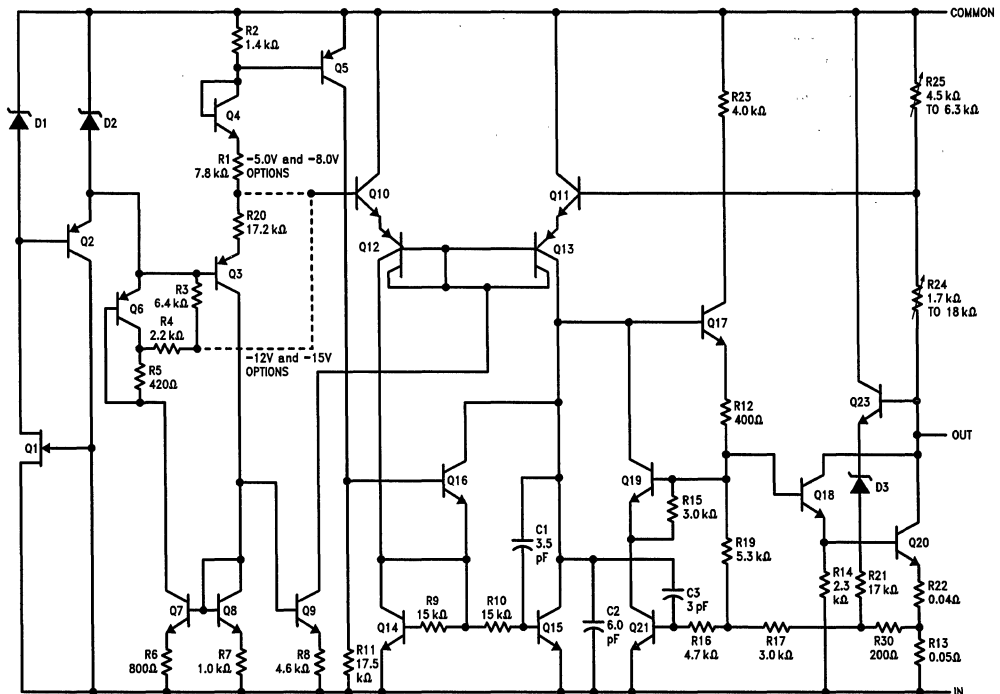 COMMON
R2
1.4 kΩ
Q5
D1
D2
Q4
R23
4.0 kΩ
R25
4.5 kΩ
TO 6.3 kΩ
R1
7.8 kΩ
-5.0V and -8.0V
OPTIONS
Q10
Q11
R20
17.2 kΩ
Q2
Q12
Q13
Q3
R3
6.4 kΩ
R24
1.7 kΩ
TO 18 kΩ
Q6
R4
2.2 kΩ
Q17
-12V and -15V
OPTIONS
R5
420Ω
R12
400Ω
Q23
OUT
Q1
Q16
Q19
R15
3.0 kΩ
Q18
D3
C1
3.5
pF
R19
5.3 kΩ
Q20
R14
2.3
kΩ
R21
17 kΩ
R22
0.04Ω
Q7
Q8
Q9
Q14
R9
15 kΩ
R10
15 kΩ
Q15
C2
6.0
pF
C3
3 pF
Q21
R16
4.7 kΩ
R17
3.0 kΩ
R30
200Ω
R13
0.05Ω
R6
800Ω
R7
1.0 kΩ
R8
4.6 kΩ
R11
17.5
kΩ
IN